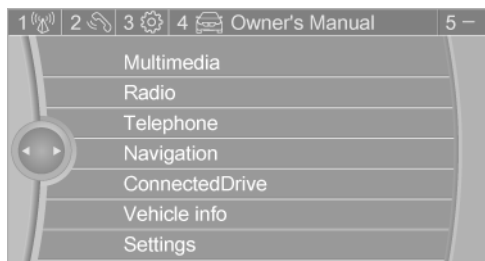 1 2 3 4 Owner's Manual 5 –
Multimedia
Radio
Telephone
Navigation
ConnectedDrive
Vehicle info
Settings